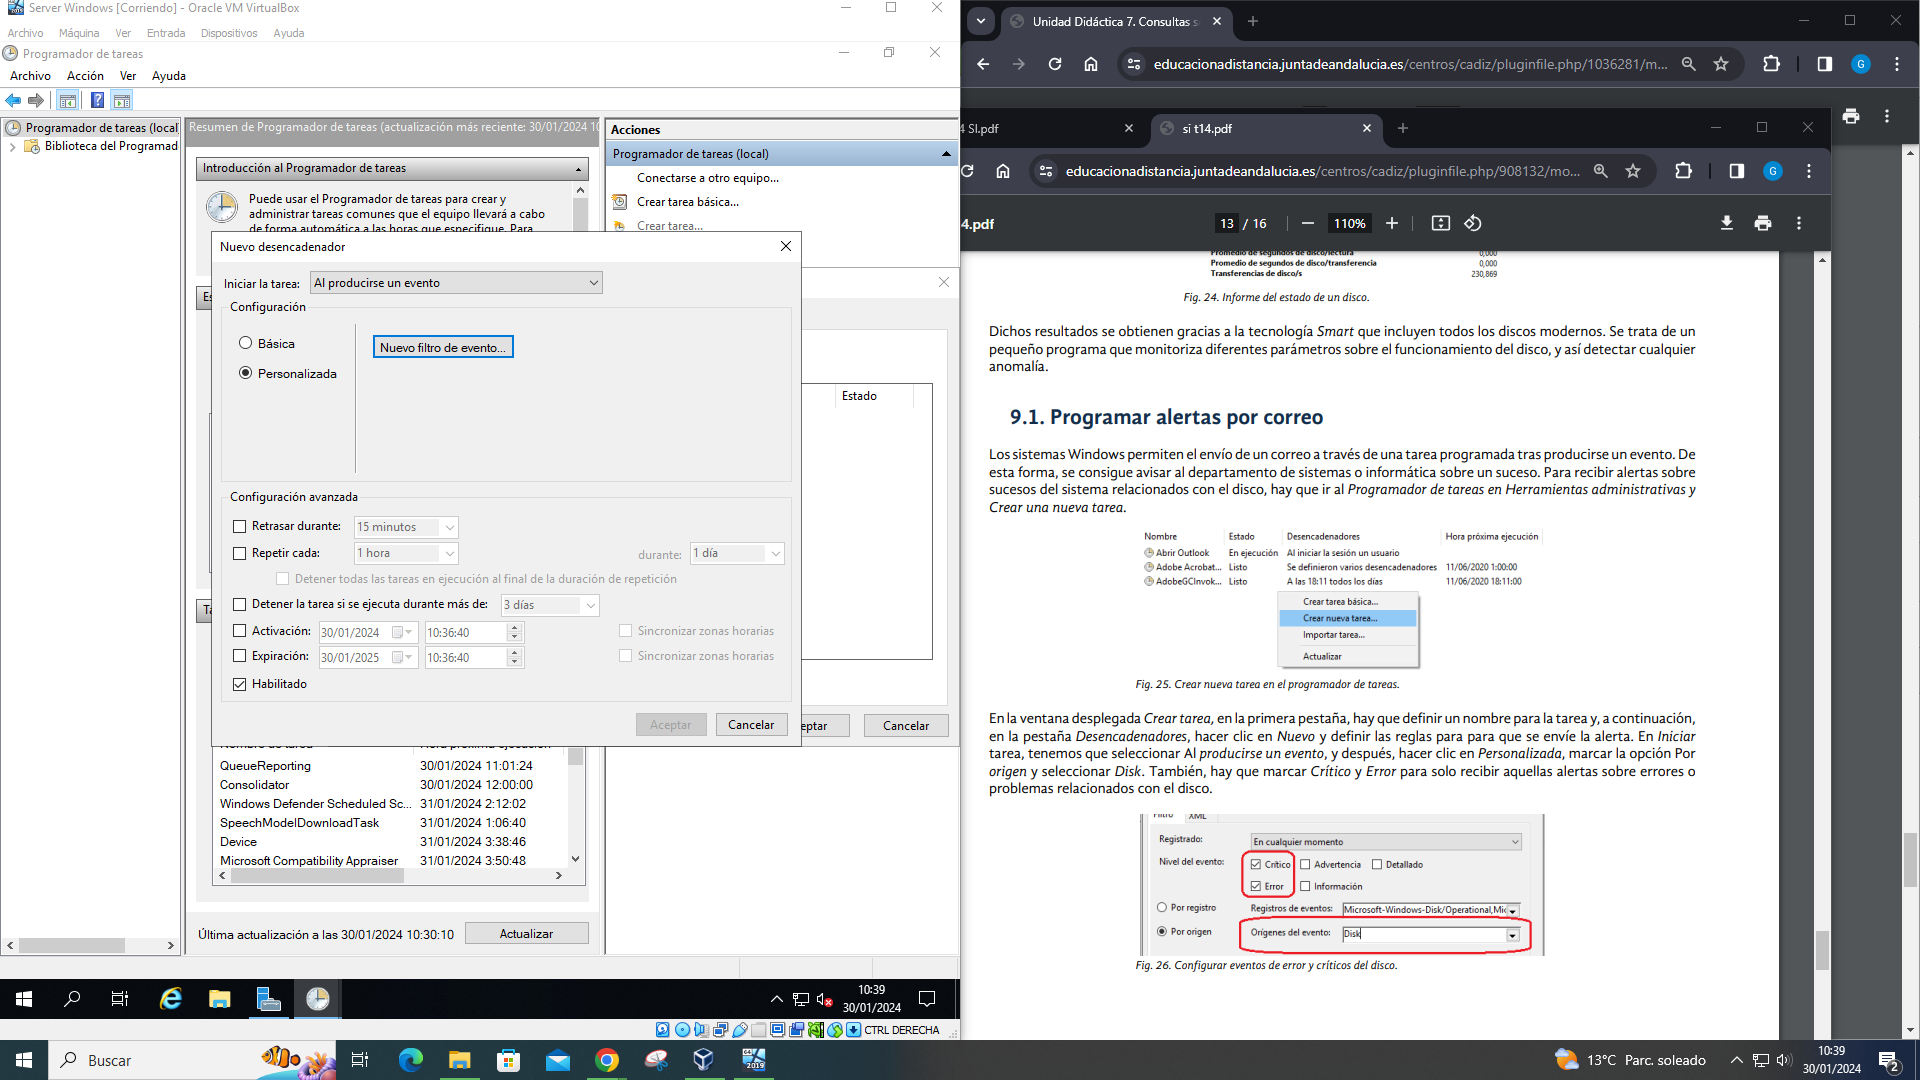 Server Windows [Corriendo] - Oracle VM VirtualBox
Archivo Máquina Ver Entrada Dispositivos Ayuda
Programador de tareas
Archivo Acción Ver Ayuda
Programador de tareas (local)
Biblioteca del Programad
Resumen de Programador de tareas (actualización más reciente: 30/01/2024 10
Introducción al Programador de tareas
Puede usar el Programador de tareas para crear y
administrar tareas comunes que el equipo llevará a cabo
de forma automática a las horas que especifique. Para
Acciones
Programador de tareas (local)
Conectarse a otro equipo...
Crear tarea básica...
Crear tarea...
Nuevo desencadenador
Iniciar la tarea: Al producirse un evento
Configuración
Básica
Personalizada
Nuevo filtro de evento...
Configuración avanzada
Retrasar durante: 15 minutos
Repetir cada: 1 hora durante: 1 día
Detener todas las tareas en ejecución al final de la duración de repetición
Detener la tarea si se ejecuta durante más de: 3 días
Activación: 30/01/2024 10:36:40 Sincronizar zonas horarias
Expiración: 30/01/2025 10:36:40 Sincronizar zonas horarias
Habilitado
Aceptar Cancelar
Estado
eptar Cancelar
QueueReporting 30/01/2024 11:01:24
Consolidator 30/01/2024 12:00:00
Windows Defender Scheduled Sc... 31/01/2024 2:12:02
SpeechModelDownloadTask 31/01/2024 1:06:40
Device 31/01/2024 3:38:46
Microsoft Compatibility Appraiser 31/01/2024 3:50:48
Última actualización a las 30/01/2024 10:30:10 Actualizar
10:39
30/01/2024
CTRL DERECHA
Unidad Didáctica 7. Consultas s
educacionadistancia.juntadeandalucia.es/centros/cadiz/pluginfile.php/1036281/m...
G
4 SI.pdf
si t14.pdf
educacionadistancia.juntadeandalucia.es/centros/cadiz/pluginfile.php/908132/mo...
G
4.pdf 13 / 16 110%
Promedio de segundos de disco/lectura 0,000
Promedio de segundos de disco/transferencia 0,000
Transferencias de disco/s 230,869
Fig. 24. Informe del estado de un disco.
Dichos resultados se obtienen gracias a la tecnología Smart que incluyen todos los discos modernos. Se trata de un
pequeño programa que monitoriza diferentes parámetros sobre el funcionamiento del disco, y así detectar cualquier
anomalía.
9.1. Programar alertas por correo
Los sistemas Windows permiten el envío de un correo a través de una tarea programada tras producirse un evento. De
esta forma, se consigue avisar al departamento de sistemas o informática sobre un suceso. Para recibir alertas sobre
sucesos del sistema relacionados con el disco, hay que ir al Programador de tareas en Herramientas administrativas y
Crear una nueva tarea.
Nombre Estado Desencadenadores Hora próxima ejecución
Abrir Outlook En ejecución Al iniciar la sesión un usuario
Adobe Acrobat... Listo Se definieron varios desencadenadores 11/06/2020 1:00:00
AdobeGCInvok... Listo A las 18:11 todos los días 11/06/2020 18:11:00
Crear tarea básica...
Crear nueva tarea...
Importar tarea...
Actualizar
Fig. 25. Crear nueva tarea en el programador de tareas.
En la ventana desplegada Crear tarea, en la primera pestaña, hay que definir un nombre para la tarea y, a continuación,
en la pestaña Desencadenadores, hacer clic en Nuevo y definir las reglas para para que se envíe la alerta. En Iniciar
tarea, tenemos que seleccionar Al producirse un evento, y después, hacer clic en Personalizada, marcar la opción Por
origen y seleccionar Disk. También, hay que marcar Crítico y Error para solo recibir aquellas alertas sobre errores o
problemas relacionados con el disco.
Filtro XML
Registrado: En cualquier momento
Nivel del evento: Crítico Advertencia Detallado
Error Información
Por registro Registros de eventos: Microsoft-Windows-Disk/Operational,Mic
Por origen Orígenes del evento: Disk
Fig. 26. Configurar eventos de error y críticos del disco.
Buscar
64
2019
13°C Parc. soleado
10:39
30/01/2024
2